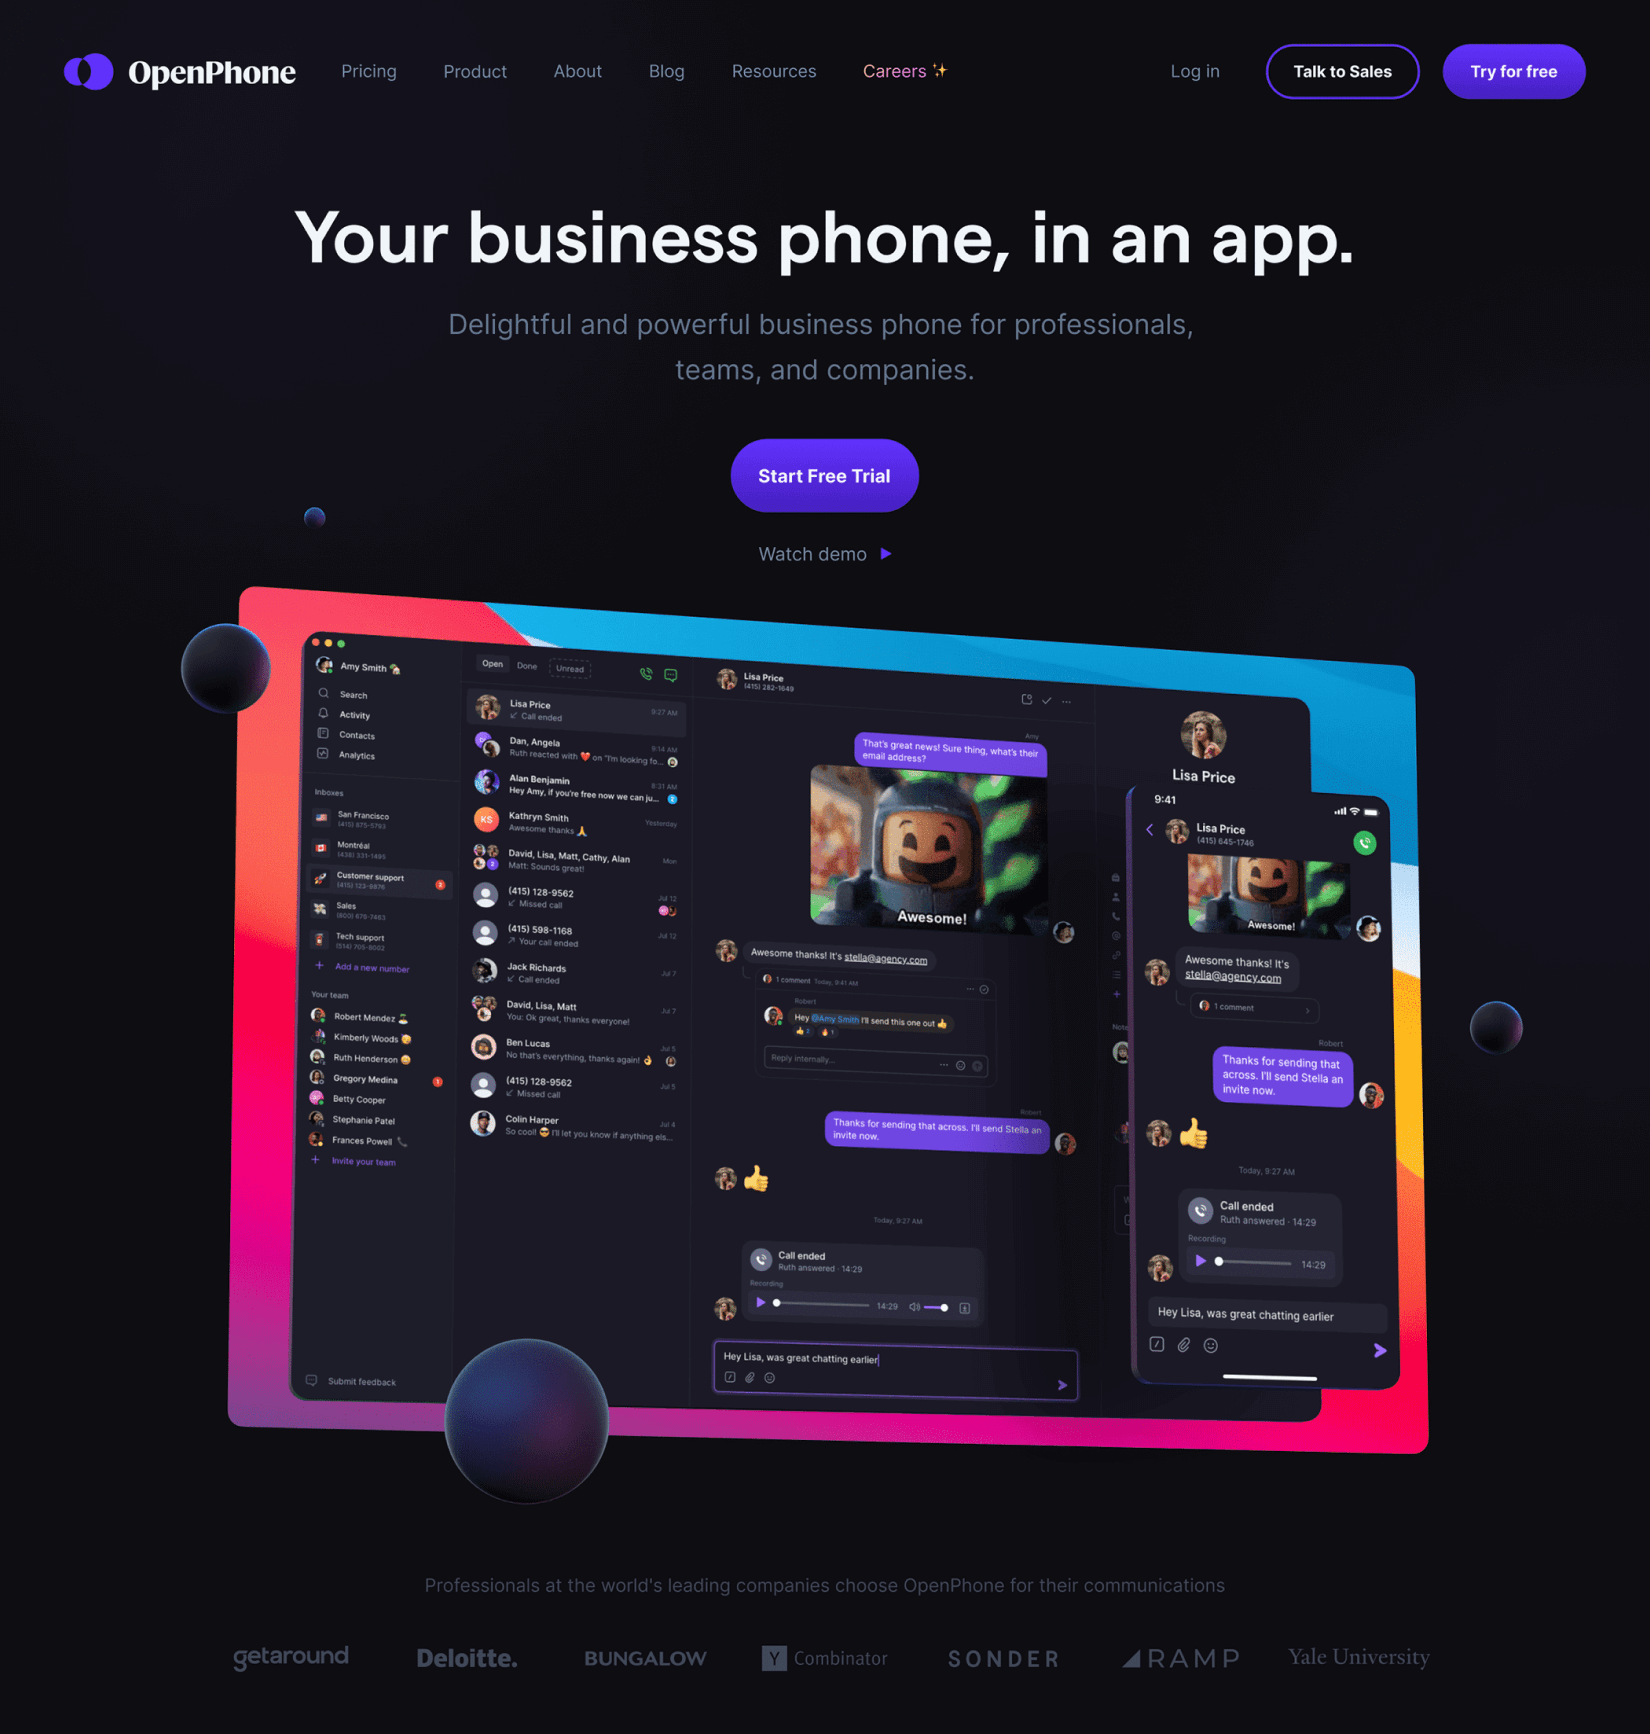 OpenPhone
Pricing
Product
About
Blog
Resources
Careers ✨
Log in
Talk to Sales
Try for free
Your business phone, in an app.
Delightful and powerful business phone for professionals,
teams, and companies.
Start Free Trial
Watch demo
Amy Smith
Search
Activity
Contacts
Analytics
Inboxes
San Francisco
(415) 875-5793
Montréal
(438) 331-1495
Customer support
(415) 123-6876
3
Sales
(803) 679-7483
Tech support
(514) 705-8002
+ Add a new number
Your team
Robert Mendez
Kimberly Woods
Ruth Henderson
Gregory Medina
1
Betty Cooper
Stephanie Patel
Frances Powell
+ Invite your team
Submit feedback
Open
Done
Unread
Lisa Price
9:27 AM
Call ended
Dan, Angela
9:14 AM
Ruth reacted with ❤️ on "I'm looking fo...
Alan Benjamin
8:31 AM
Hey Amy, if you're free now we can ju...
2
KS
Kathryn Smith
Yesterday
Awesome thanks 🙏
David, Lisa, Matt, Cathy, Alan
Mon
2
Matt: Sounds great!
(415) 128-9562
Jul 12
Missed call
(415) 598-1168
Jul 12
Your call ended
Jack Richards
Jul 7
Call ended
David, Lisa, Matt
Jul 7
You: Ok great, thanks everyone!
Ben Lucas
Jul 5
No that's everything, thanks again! 👌
(415) 128-9562
Jul 5
Missed call
Colin Harper
Jul 4
So cool! 😎 I'll let you know if anything els...
Lisa Price
(415) 282-1649
Amy
That's great news! Sure thing, what's their
email address?
Awesome!
Awesome thanks! It's stella@agency.com
1 comment Today, 9:41 AM
Robert
Hey @Amy Smith I'll send this one out 👍
👍 2 🔥 1
Reply internally...
Robert
Thanks for sending that across. I'll send Stella an
invite now.
👍
Today, 9:27 AM
Call ended
Ruth answered · 14:29
Recording
14:29
Hey Lisa, was great chatting earlier
Lisa Price
Note
9:41
Lisa Price
(415) 645-1746
Awesome!
Awesome thanks! It's
stella@agency.com
1 comment
Robert
Thanks for sending that
across. I'll send Stella an
invite now.
👍
Today, 9:27 AM
Call ended
Ruth answered · 14:29
Recording
14:29
Hey Lisa, was great chatting earlier
Professionals at the world's leading companies choose OpenPhone for their communications
getaround
Deloitte.
BUNGALOW
Y Combinator
SONDER
RAMP
Yale University